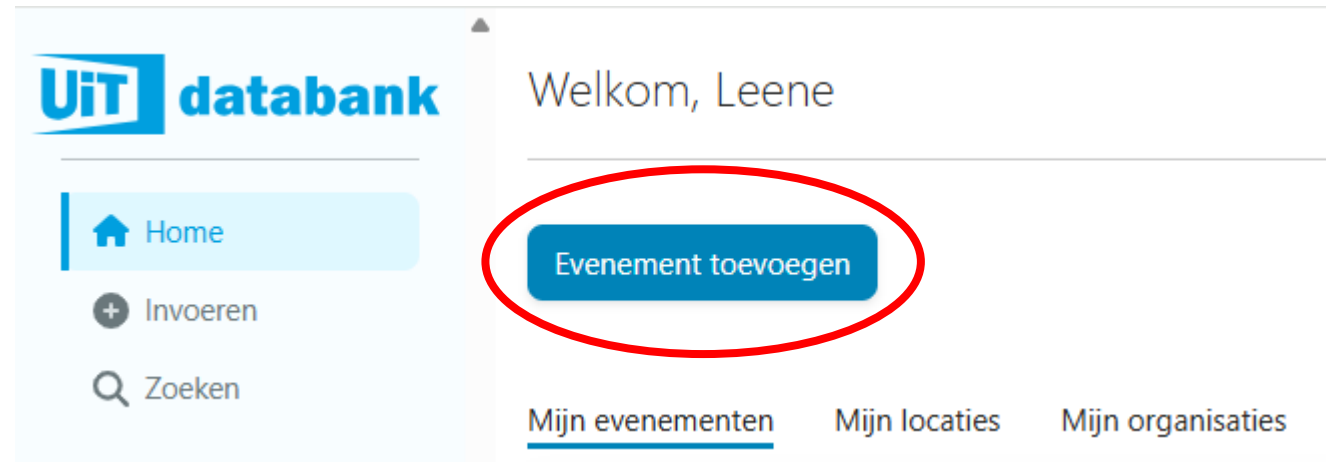 UiT databank
Welkom, Leene
Home
Evenement toevoegen
Invoeren
Zoeken
Mijn evenementen Mijn locaties Mijn organisaties